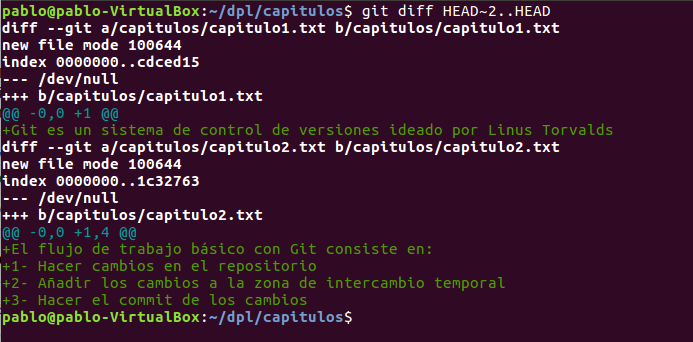 pablo@pablo-VirtualBox:~/dpl/capitulos$ git diff HEAD~2..HEAD
diff --git a/capitulos/capitulo1.txt b/capitulos/capitulo1.txt
new file mode 100644
index 0000000..cdced15
--- /dev/null
+++ b/capitulos/capitulo1.txt
@@ -0,0 +1 @@
+Git es un sistema de control de versiones ideado por Linus Torvalds
diff --git a/capitulos/capitulo2.txt b/capitulos/capitulo2.txt
new file mode 100644
index 0000000..1c32763
--- /dev/null
+++ b/capitulos/capitulo2.txt
@@ -0,0 +1,4 @@
+El flujo de trabajo básico con Git consiste en:
+1- Hacer cambios en el repositorio
+2- Añadir los cambios a la zona de intercambio temporal
+3- Hacer el commit de los cambios
pablo@pablo-VirtualBox:~/dpl/capitulos$